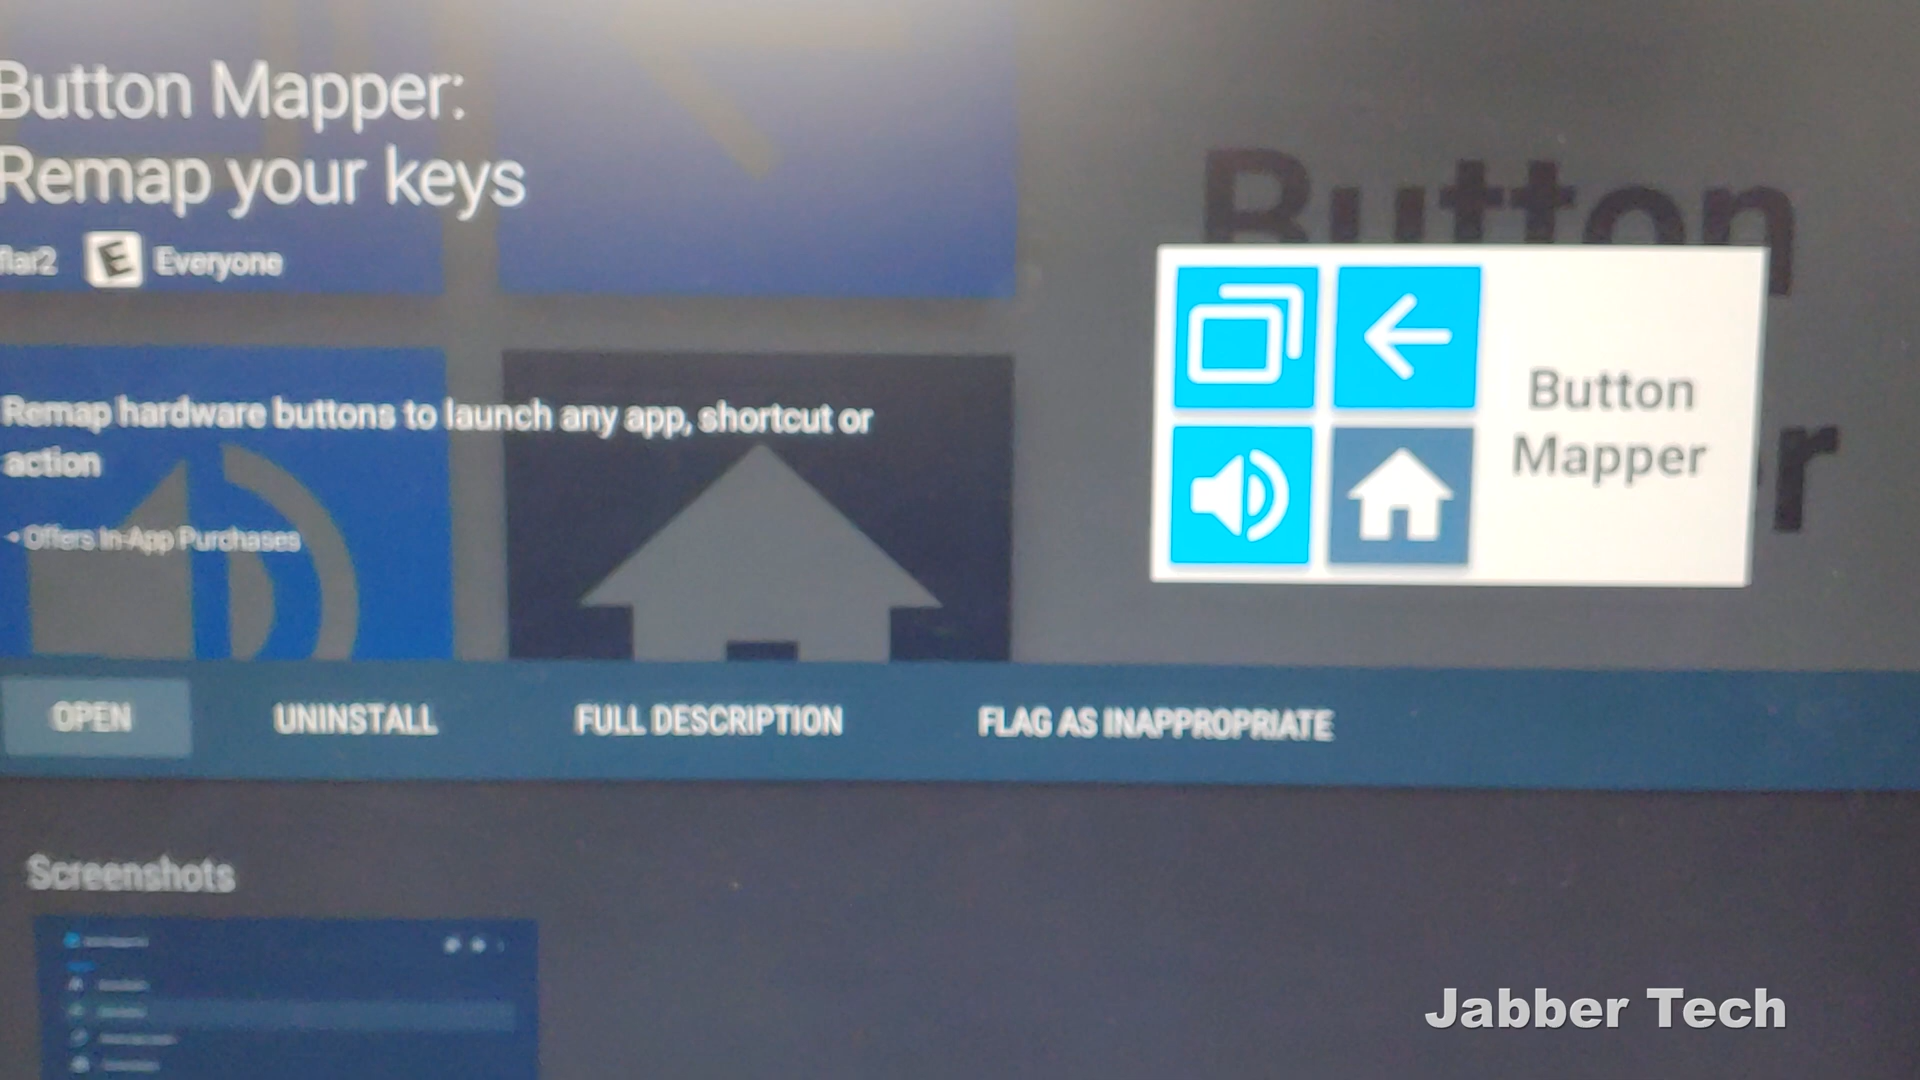 Button Mapper:
Remap your keys
flar2 E Everyone
Remap hardware buttons to launch any app, shortcut or
action
• Offers In-App Purchases
Button
r
Button
Mapper
OPEN UNINSTALL FULL DESCRIPTION FLAG AS INAPPROPRIATE
Screenshots
Jabber Tech